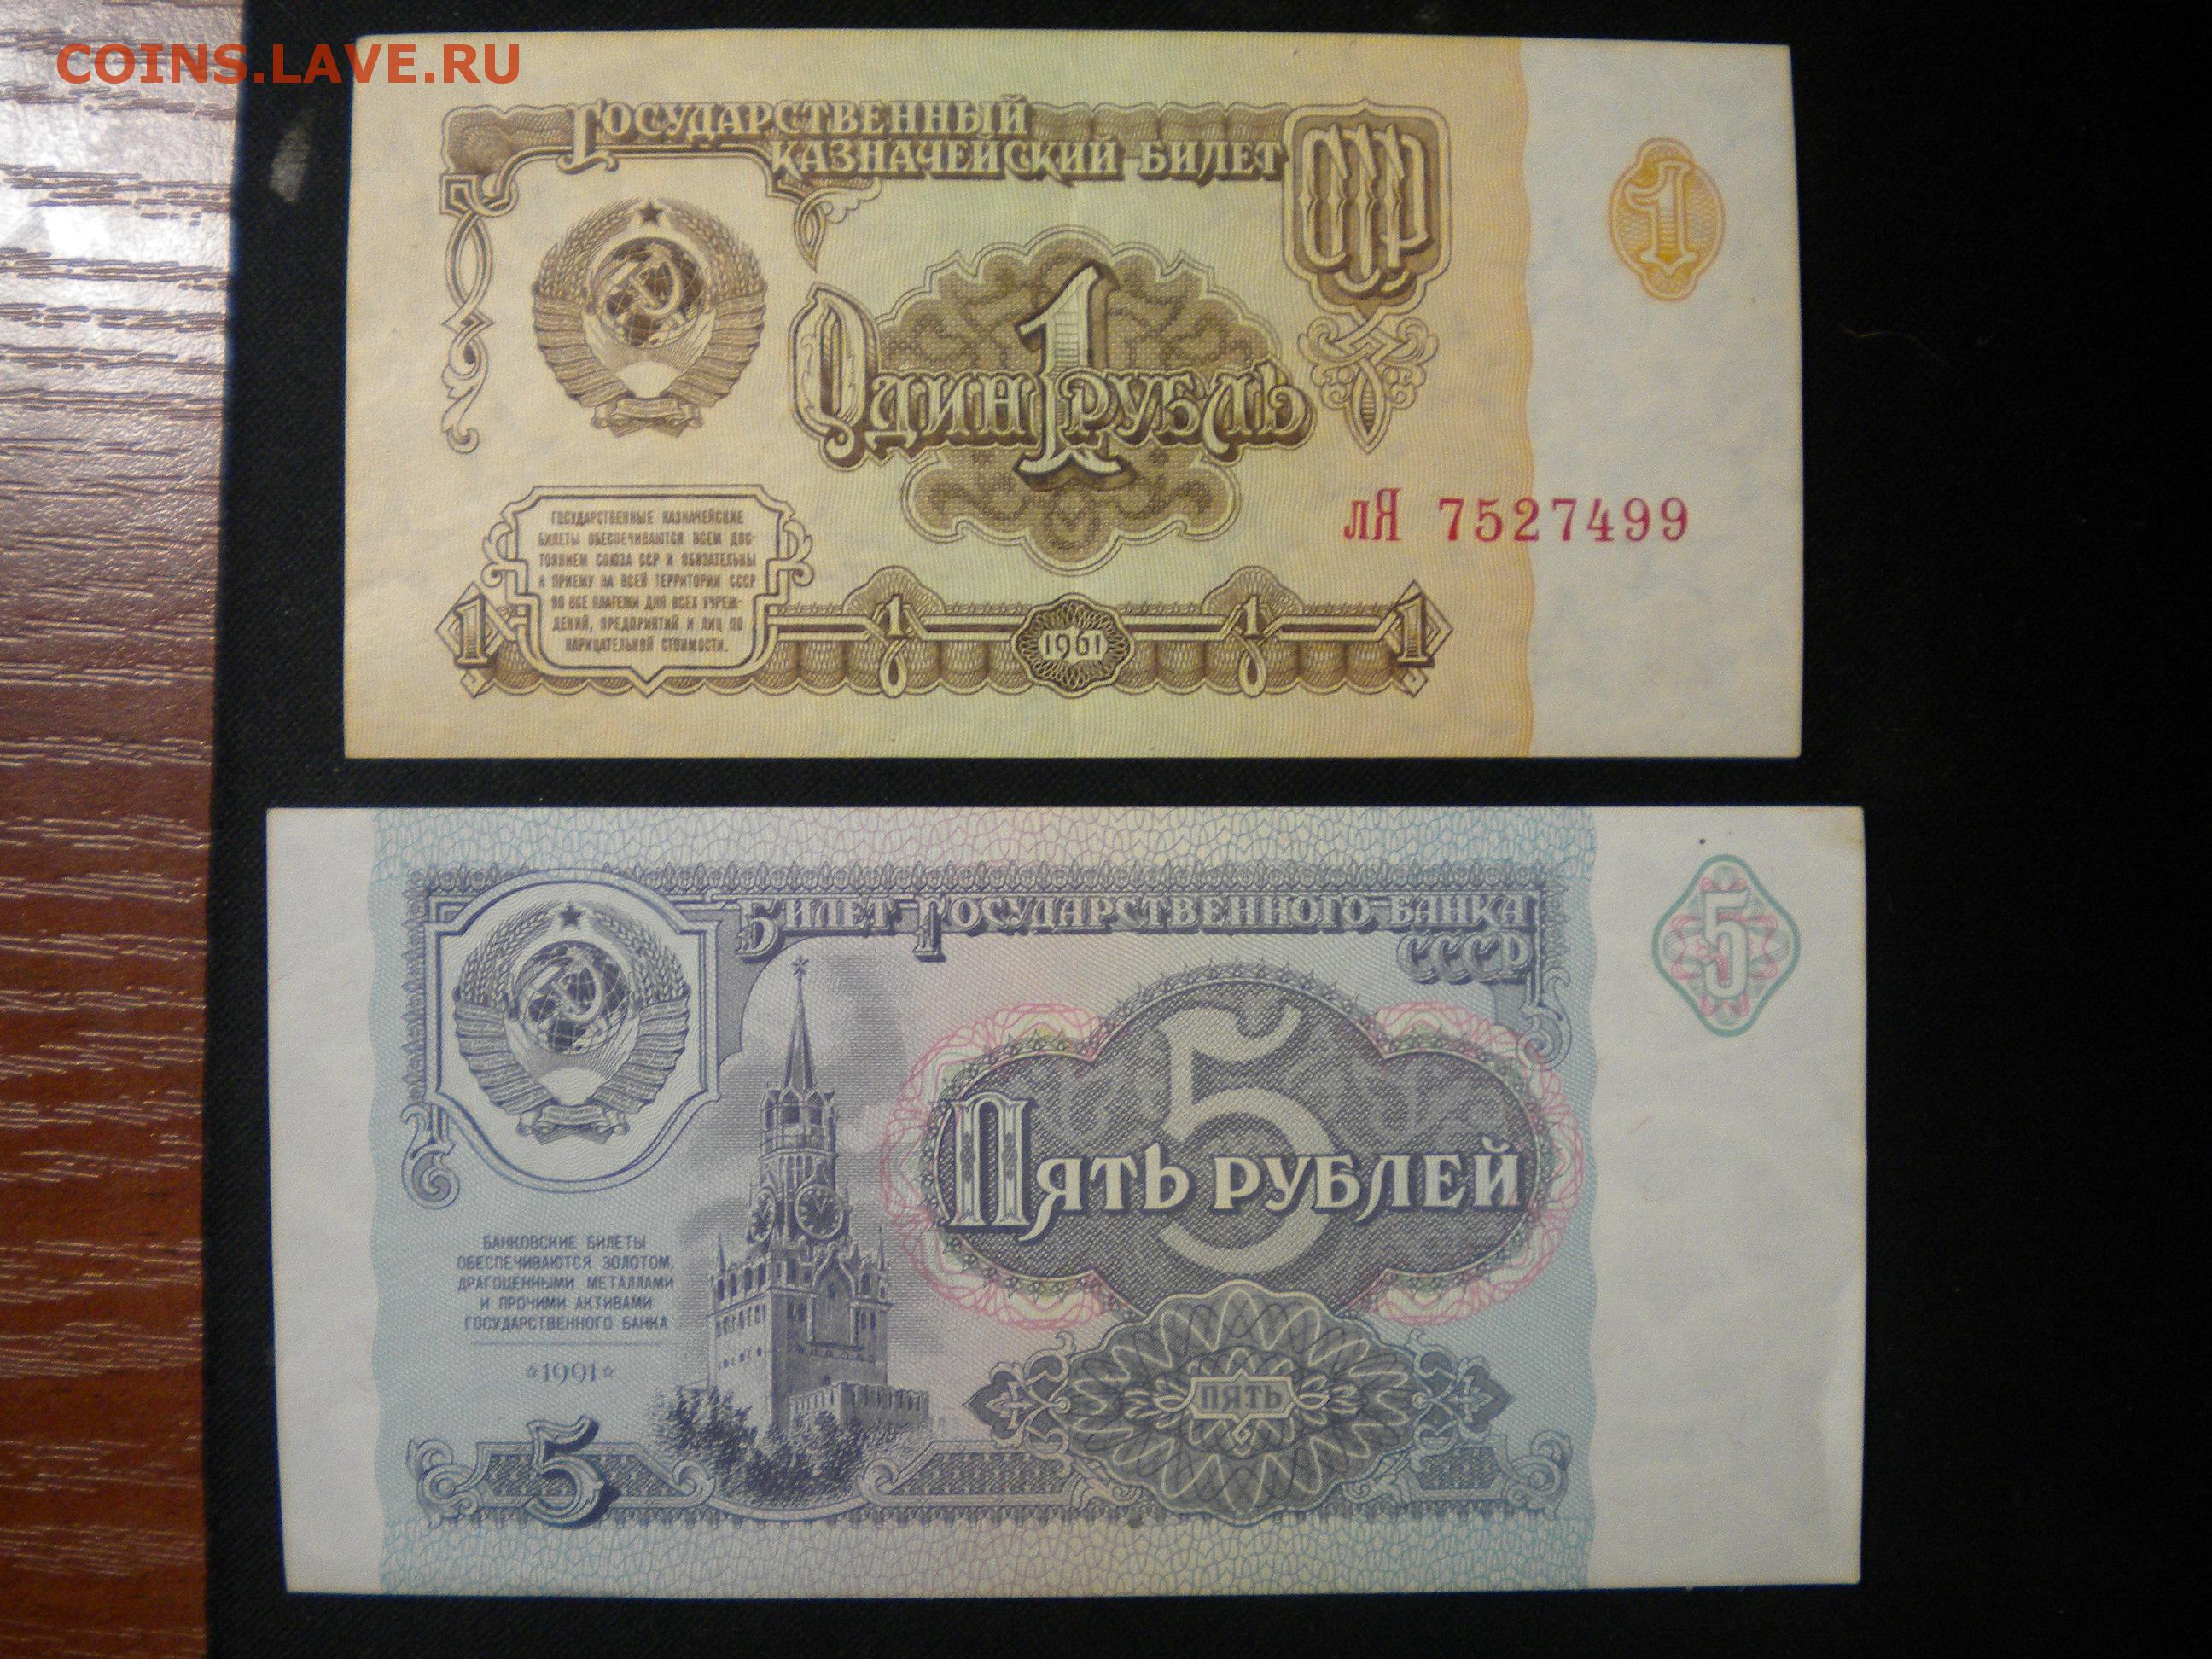 COINS.LAVE.RU
ГОСУДАРСТВЕННЫЙ
КАЗНАЧЕЙСКИЙ БИЛЕТ
СССР
1
1
ОДИН РУБЛЬ
лЯ 7527499
ГОСУДАРСТВЕННЫЕ КАЗНАЧЕЙСКИЕ
БИЛЕТЫ ОБЕСПЕЧИВАЮТСЯ ВСЕМ ДОС-
ТОЯНИЕМ СОЮЗА ССР И ОБЯЗАТЕЛЬНЫ
К ПРИЕМУ НА ВСЕЙ ТЕРРИТОРИИ СССР
ВО ВСЕ ПЛАТЕЖИ ДЛЯ ВСЕХ УЧРЕЖ-
ДЕНИЙ, ПРЕДПРИЯТИЙ И ЛИЦ ПО
НАРИЦАТЕЛЬНОЙ СТОИМОСТИ.
1 1 1961 1 1
БИЛЕТ ГОСУДАРСТВЕННОГО БАНКА
СССР
5
5
ПЯТЬ РУБЛЕЙ
БАНКОВСКИЕ БИЛЕТЫ
ОБЕСПЕЧИВАЮТСЯ ЗОЛОТОМ,
ДРАГОЦЕННЫМИ МЕТАЛЛАМИ
И ПРОЧИМИ АКТИВАМИ
ГОСУДАРСТВЕННОГО БАНКА
☆1991☆
ПЯТЬ
5